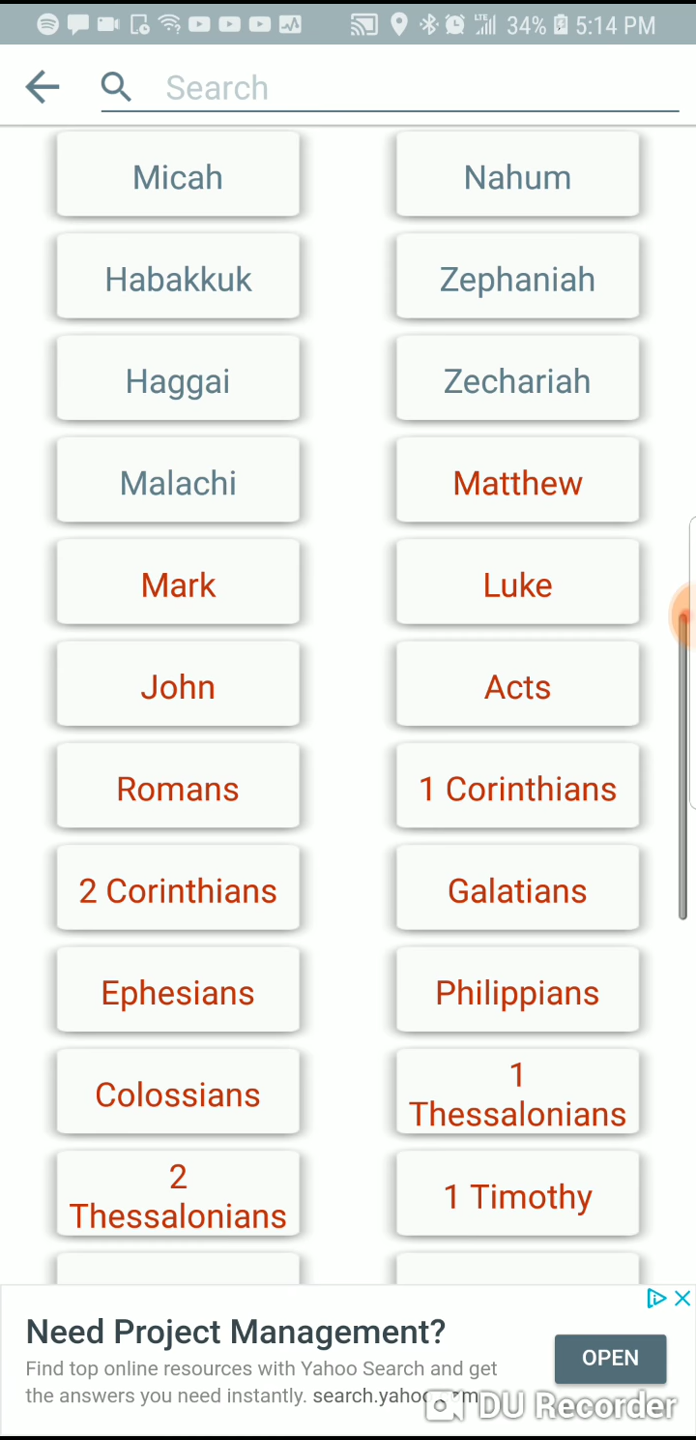 LTE 34% 5:14 PM
Search
Micah Nahum
Habakkuk Zephaniah
Haggai Zechariah
Malachi Matthew
Mark Luke
John Acts
Romans 1 Corinthians
2 Corinthians Galatians
Ephesians Philippians
Colossians 1
Thessalonians
2
Thessalonians 1 Timothy
Need Project Management?
Find top online resources with Yahoo Search and get
the answers you need instantly.
OPEN
DU Recorder